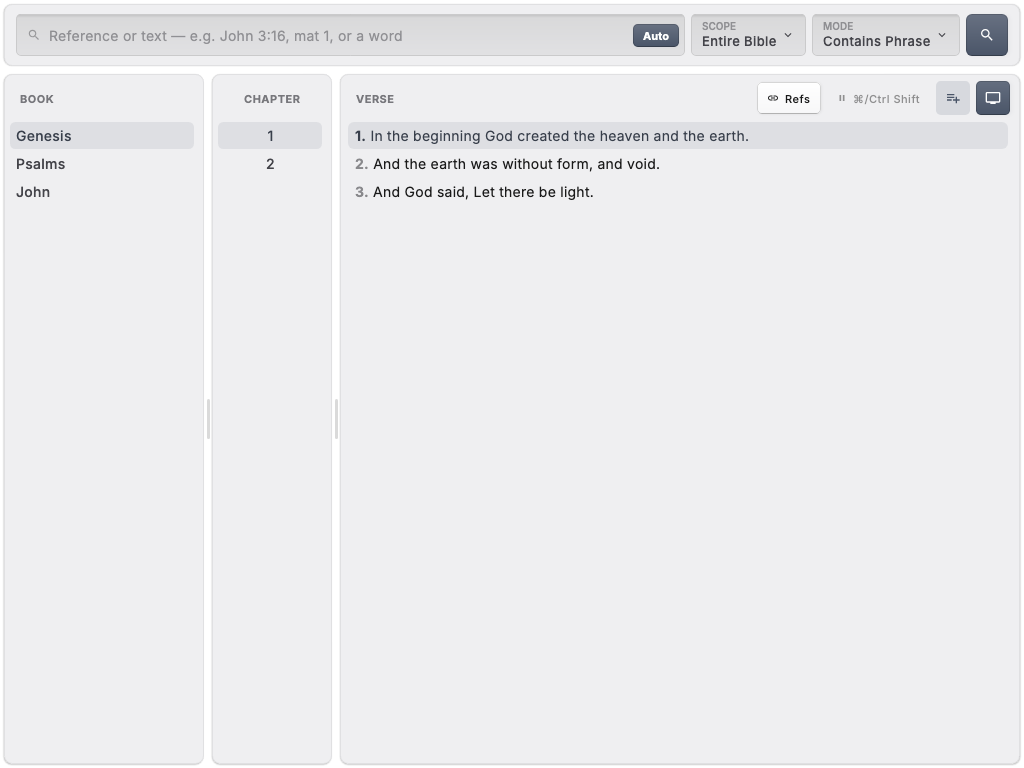 Reference or text — e.g. John 3:16, mat 1, or a word
Auto
SCOPE
Entire Bible
MODE
Contains Phrase
BOOK
Genesis
Psalms
John
CHAPTER
1
2
VERSE
Refs
⌘/Ctrl Shift
1. In the beginning God created the heaven and the earth.
2. And the earth was without form, and void.
3. And God said, Let there be light.